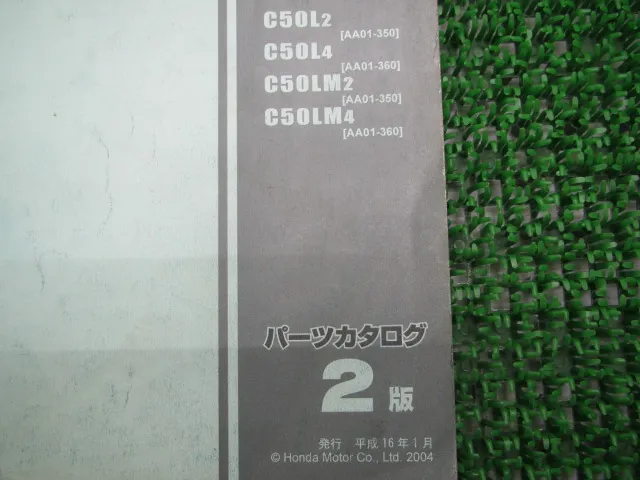 C50L2
[AA01-350]
C50L4
[AA01-360]
C50LM2
[AA01-350]
C50LM4
[AA01-360]
パーツカタログ
2版
発行 平成16年1月
© Honda Motor Co., Ltd. 2004